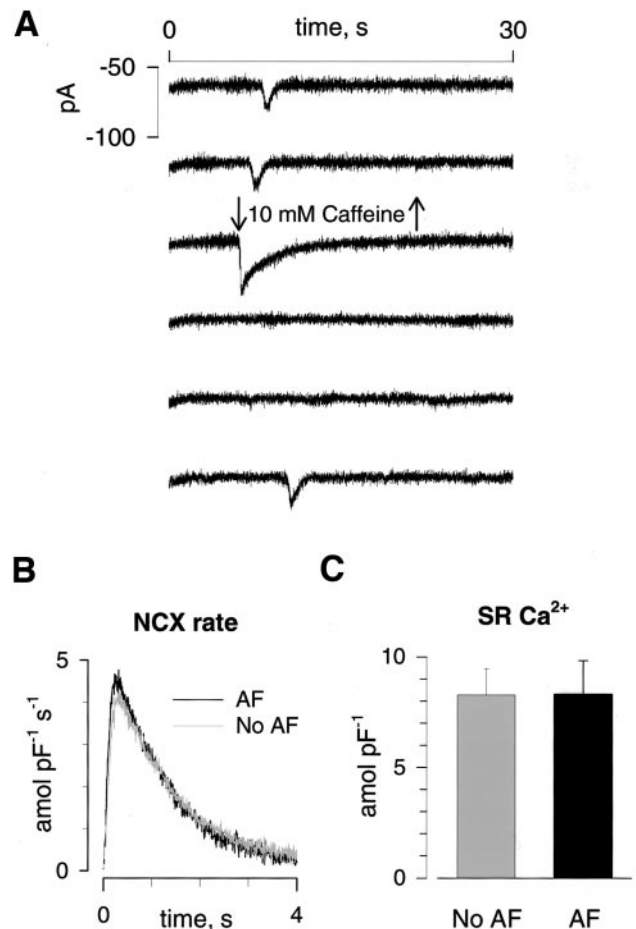 A
0 time, s 30
-50
pA
-100
↓ 10 mM Caffeine ↑
B
NCX rate
5
AF
No AF
amol pF⁻¹ s⁻¹
0
0 time, s 4
C
SR Ca²⁺
10
amol pF⁻¹
5
0
No AF AF